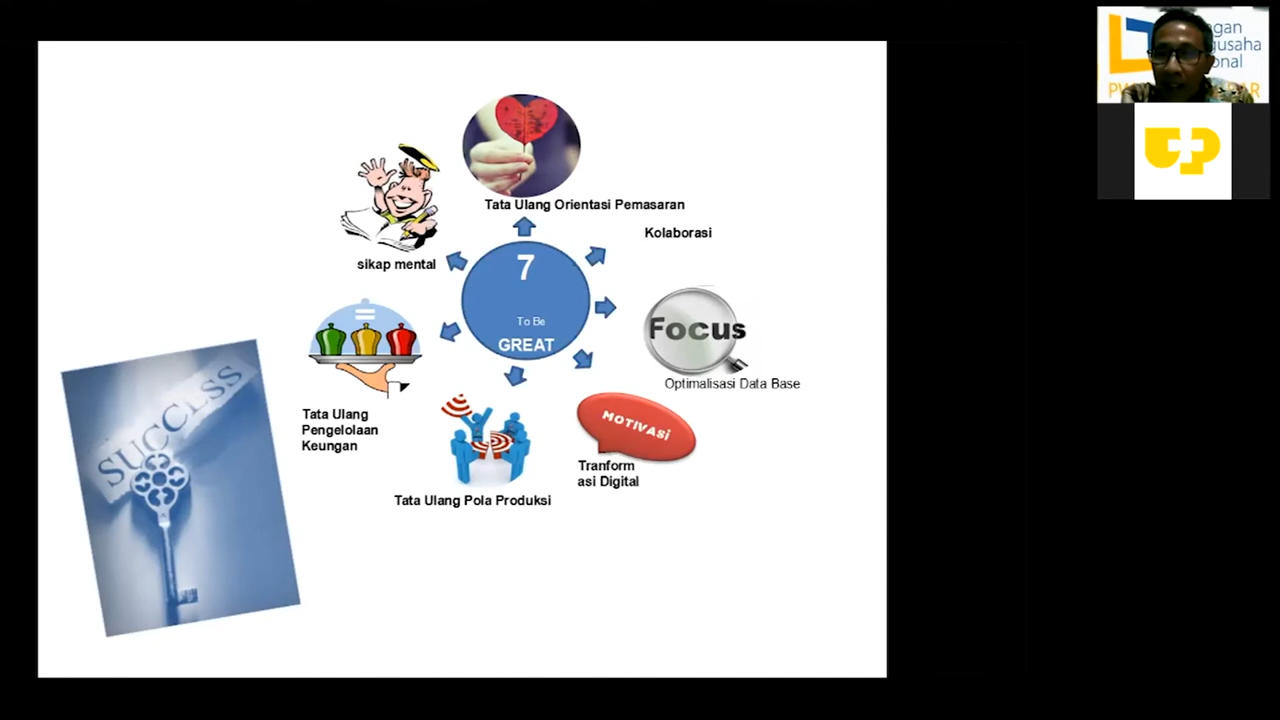 Tata Ulang Orientasi Pemasaran
Kolaborasi
sikap mental
7
To Be
GREAT
Focus
Optimalisasi Data Base
MOTIVASi
Tranform
asi Digital
Tata Ulang
Pengelolaan
Keungan
Tata Ulang Pola Produksi
SUCCESS
gusaha